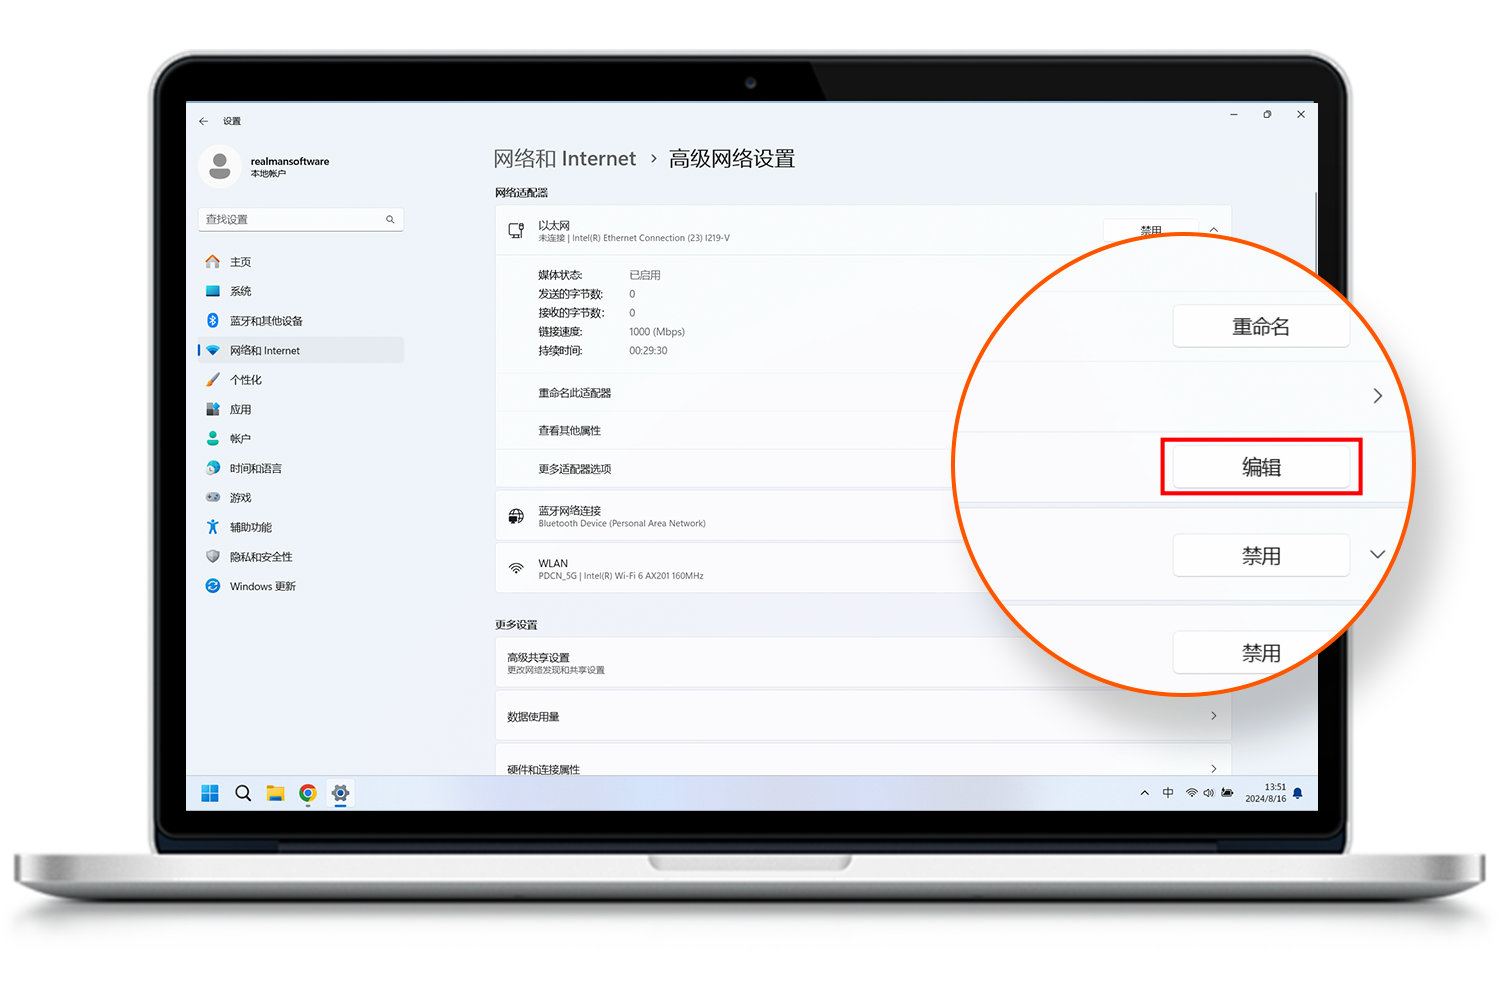 设置
realmansoftware
本地帐户
查找设置
主页
系统
蓝牙和其他设备
网络和 Internet
个性化
应用
帐户
时间和语言
游戏
辅助功能
隐私和安全性
Windows 更新
网络和 Internet › 高级网络设置
网络适配器
以太网
未连接 | Intel(R) Ethernet Connection (23) I219-V
禁用
媒体状态: 已启用
发送的字节数: 0
接收的字节数: 0
链接速度: 1000 (Mbps)
持续时间: 00:29:30
重命名此适配器
重命名
查看其他属性
更多适配器选项
编辑
蓝牙网络连接
Bluetooth Device (Personal Area Network)
禁用
WLAN
PDCN_5G | Intel(R) Wi-Fi 6 AX201 160MHz
禁用
更多设置
高级共享设置
更改网络发现和共享设置
数据使用量
硬件和连接属性
中
13:51
2024/8/16